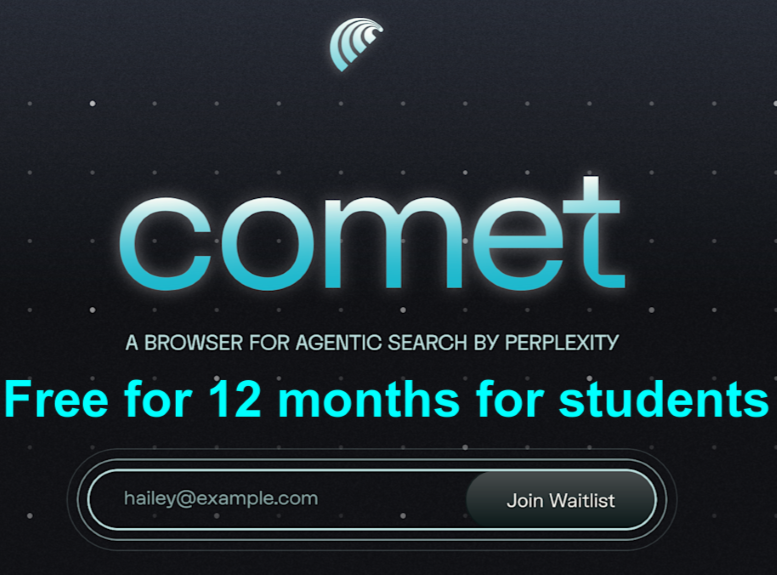 comet
A BROWSER FOR AGENTIC SEARCH BY PERPLEXITY
Free for 12 months for students
hailey@example.com Join Waitlist